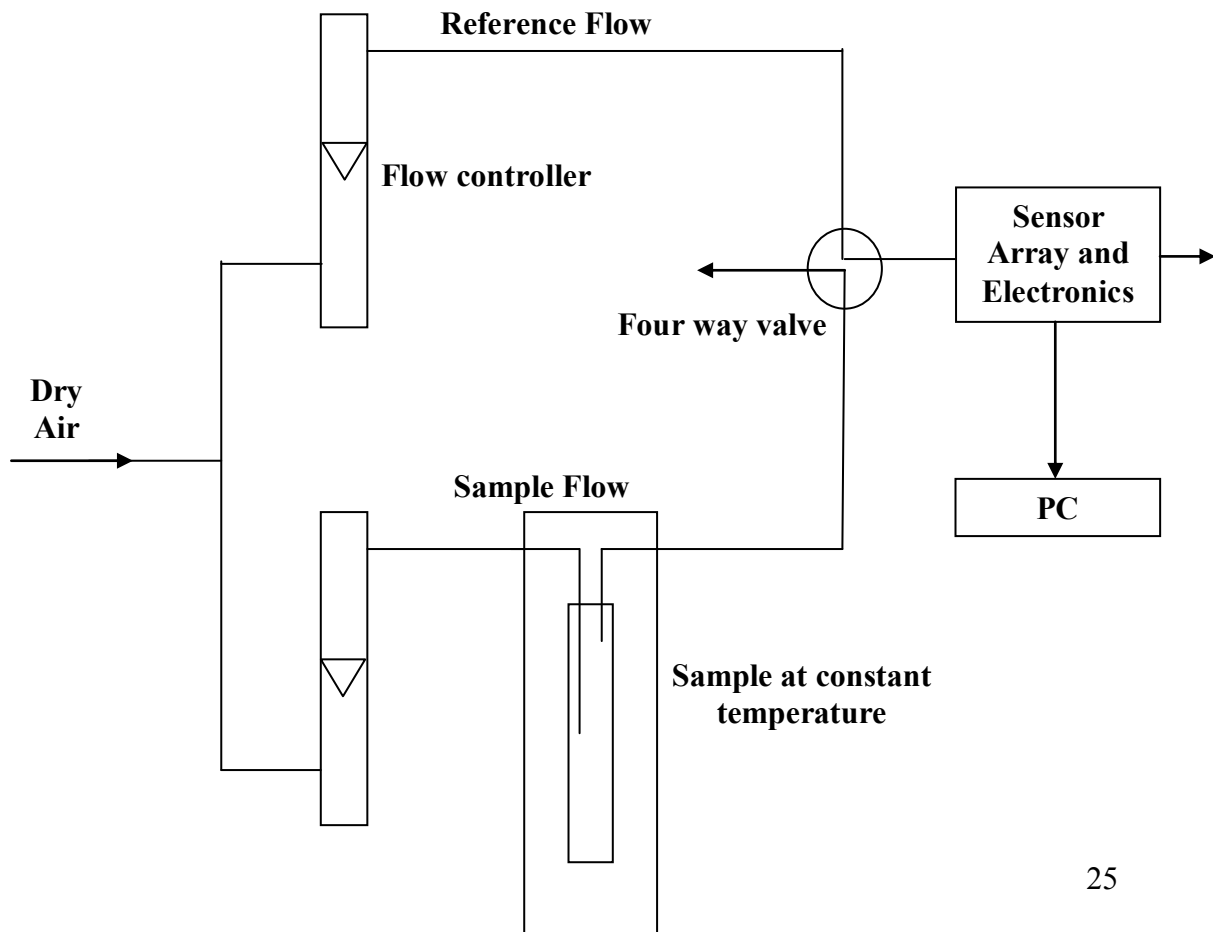 Reference Flow
Flow controller
Sensor
Array and
Electronics
Four way valve
Dry
Air
Sample Flow
PC
Sample at constant
temperature
25